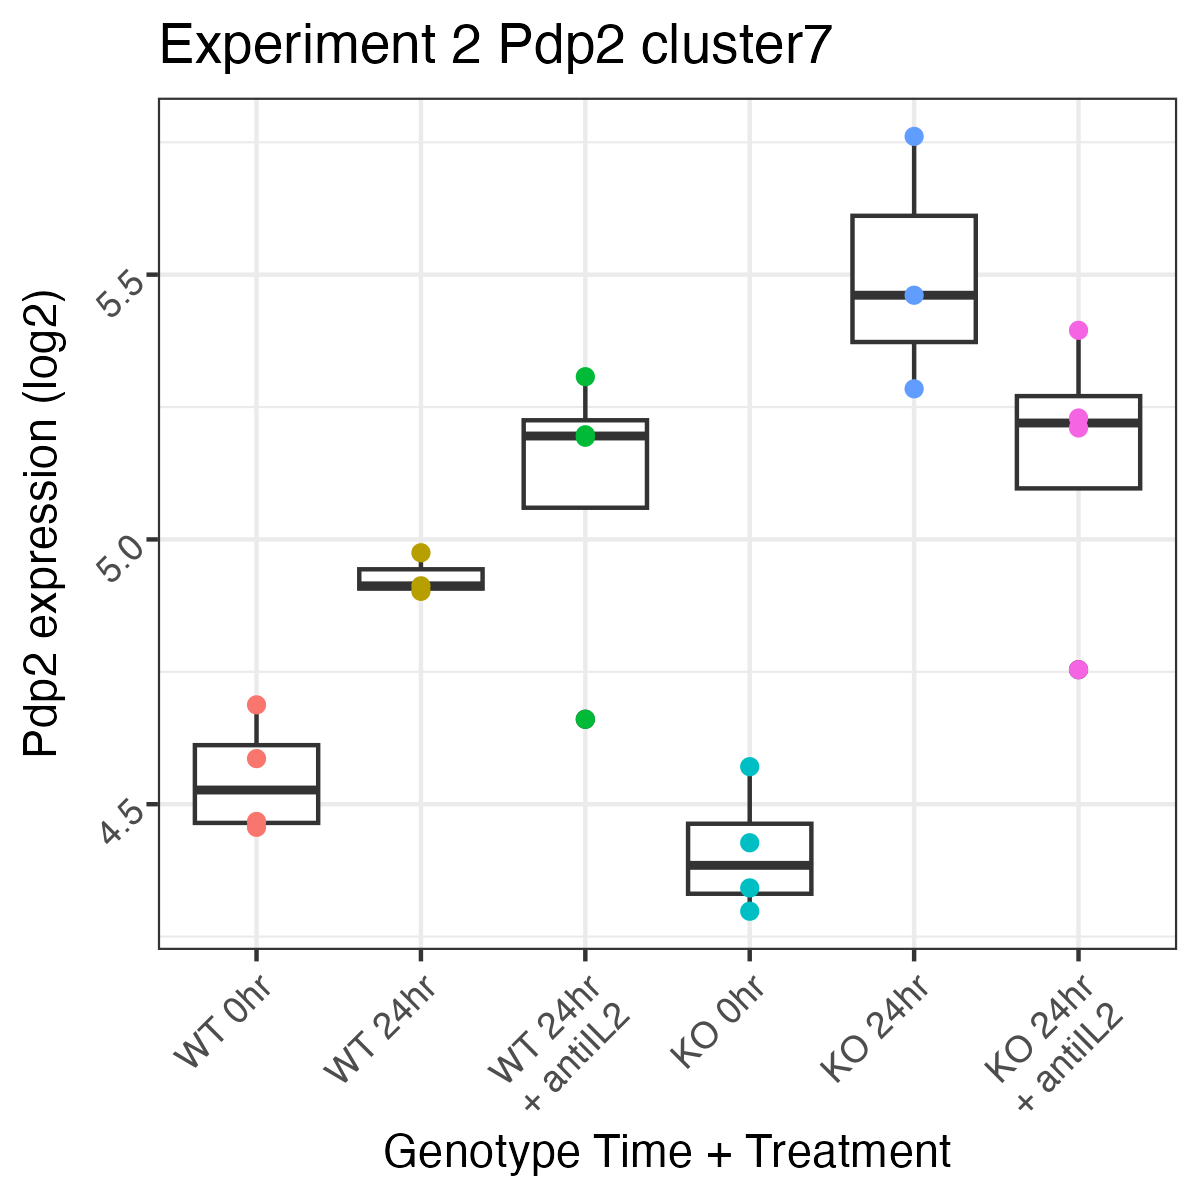 Experiment 2 Pdp2 cluster7
Pdp2 expression (log2)
5.5
5.0
4.5
WT 0hr
WT 24hr
WT 24hr
+ antiIL2
KO 0hr
KO 24hr
KO 24hr
+ antiIL2
Genotype Time + Treatment